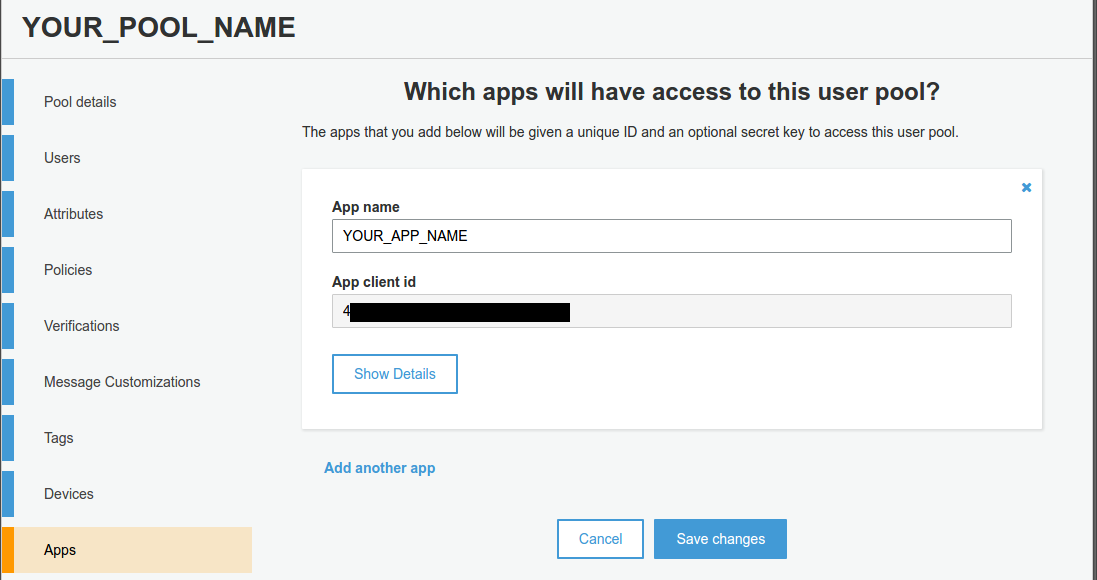 YOUR_POOL_NAME
Pool details
Users
Attributes
Policies
Verifications
Message Customizations
Tags
Devices
Apps
Which apps will have access to this user pool?
The apps that you add below will be given a unique ID and an optional secret key to access this user pool.
App name
YOUR_APP_NAME
App client id
4
Show Details
Add another app
Cancel
Save changes